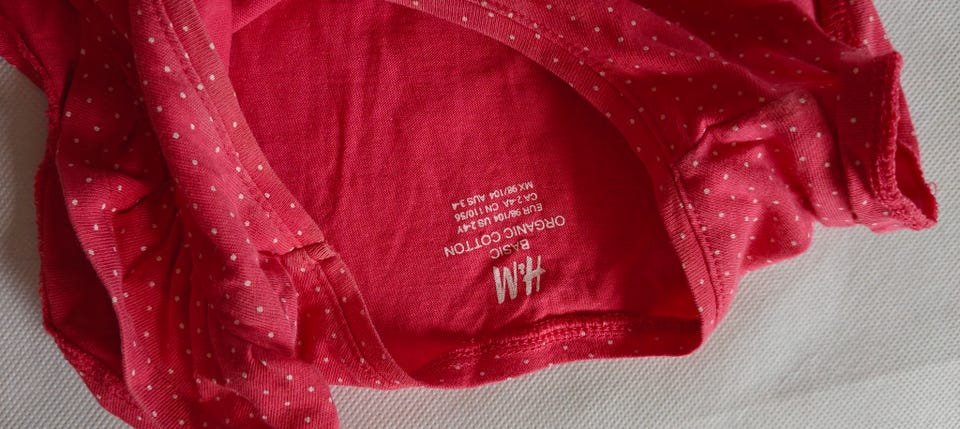 H&M
BASIC
ORGANIC COTTON
EUR 98/104 US 2-4Y
CA 2-4A CN 110/56
MX 98/104 AUS 3-4